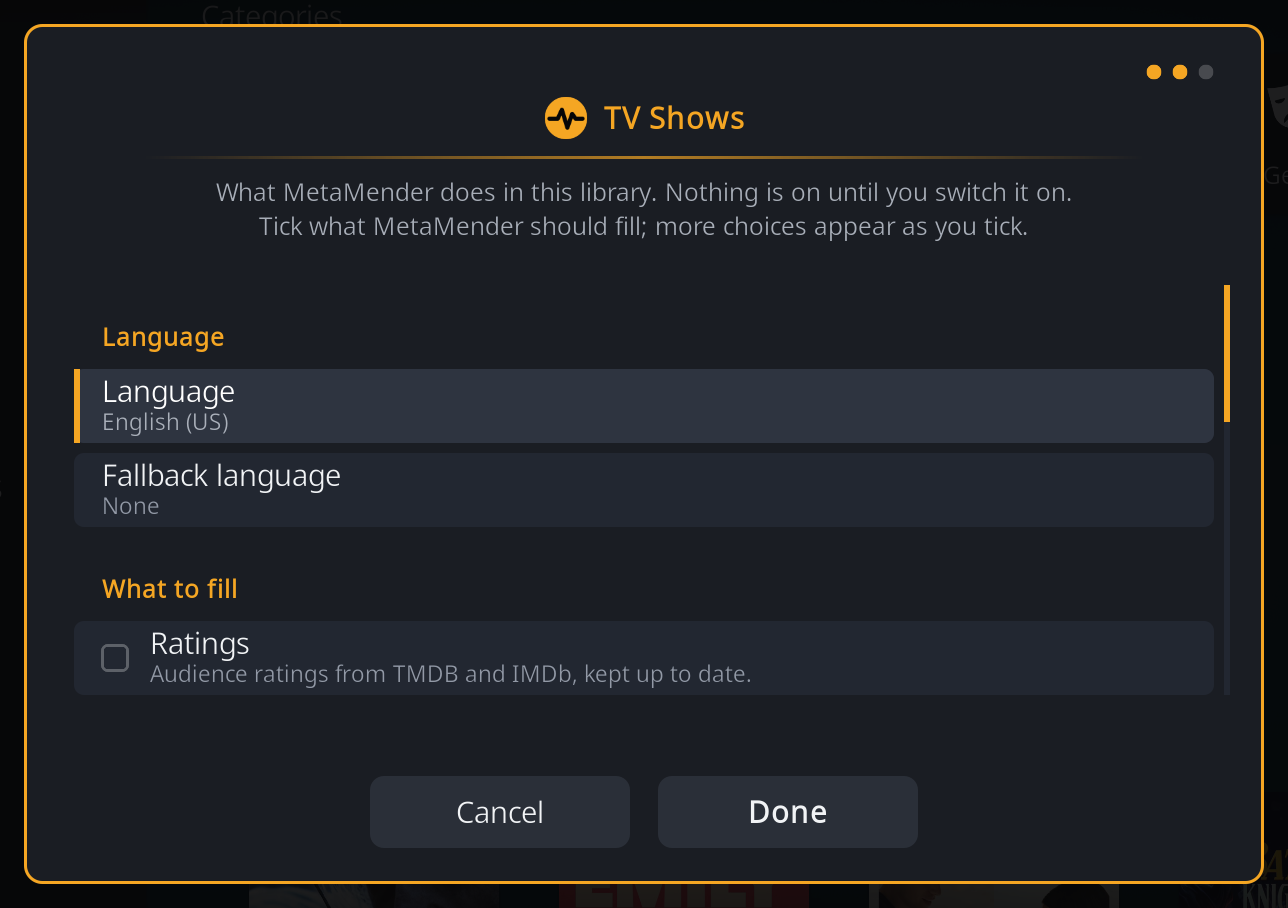 Categories
TV Shows
What MetaMender does in this library. Nothing is on until you switch it on.
Tick what MetaMender should fill; more choices appear as you tick.
Language
Language
English (US)
Fallback language
None
What to fill
Ratings
Audience ratings from TMDB and IMDb, kept up to date.
Cancel
Done